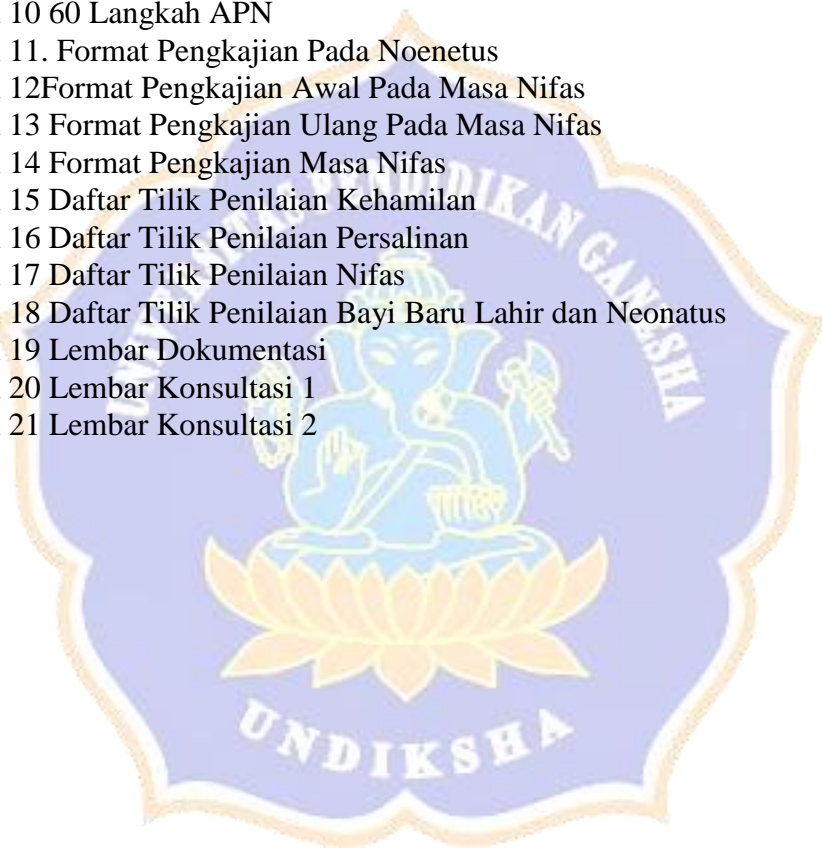 10 60 Langkah APN
11. Format Pengkajian Pada Noenetus
12Format Pengkajian Awal Pada Masa Nifas
13 Format Pengkajian Ulang Pada Masa Nifas
14 Format Pengkajian Masa Nifas
15 Daftar Tilik Penilaian Kehamilan
16 Daftar Tilik Penilaian Persalinan
17 Daftar Tilik Penilaian Nifas
18 Daftar Tilik Penilaian Bayi Baru Lahir dan Neonatus
19 Lembar Dokumentasi
20 Lembar Konsultasi 1
21 Lembar Konsultasi 2
UNIVERSITAS PENDIDIKAN GANESHA
UNDIKSHA